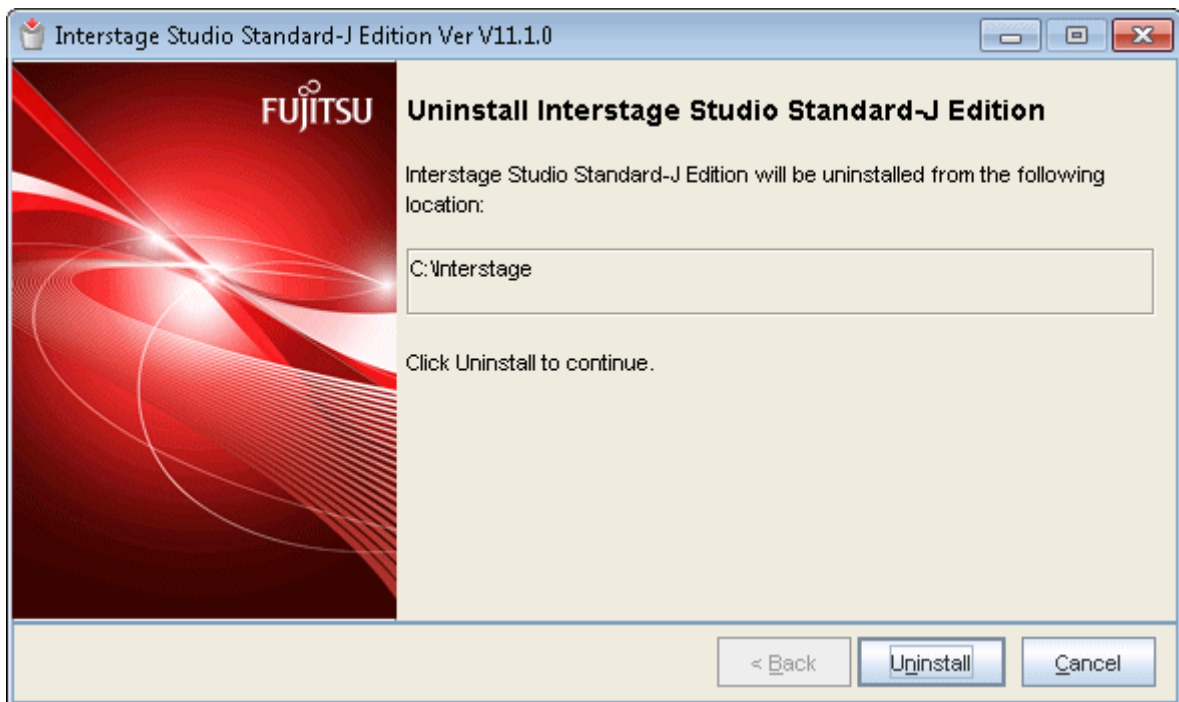 Interstage Studio Standard-J Edition Ver V11.1.0
FUJITSU
Uninstall Interstage Studio Standard-J Edition
Interstage Studio Standard-J Edition will be uninstalled from the following
location:
C:\Interstage
Click Uninstall to continue.
< Back
Uninstall
Cancel